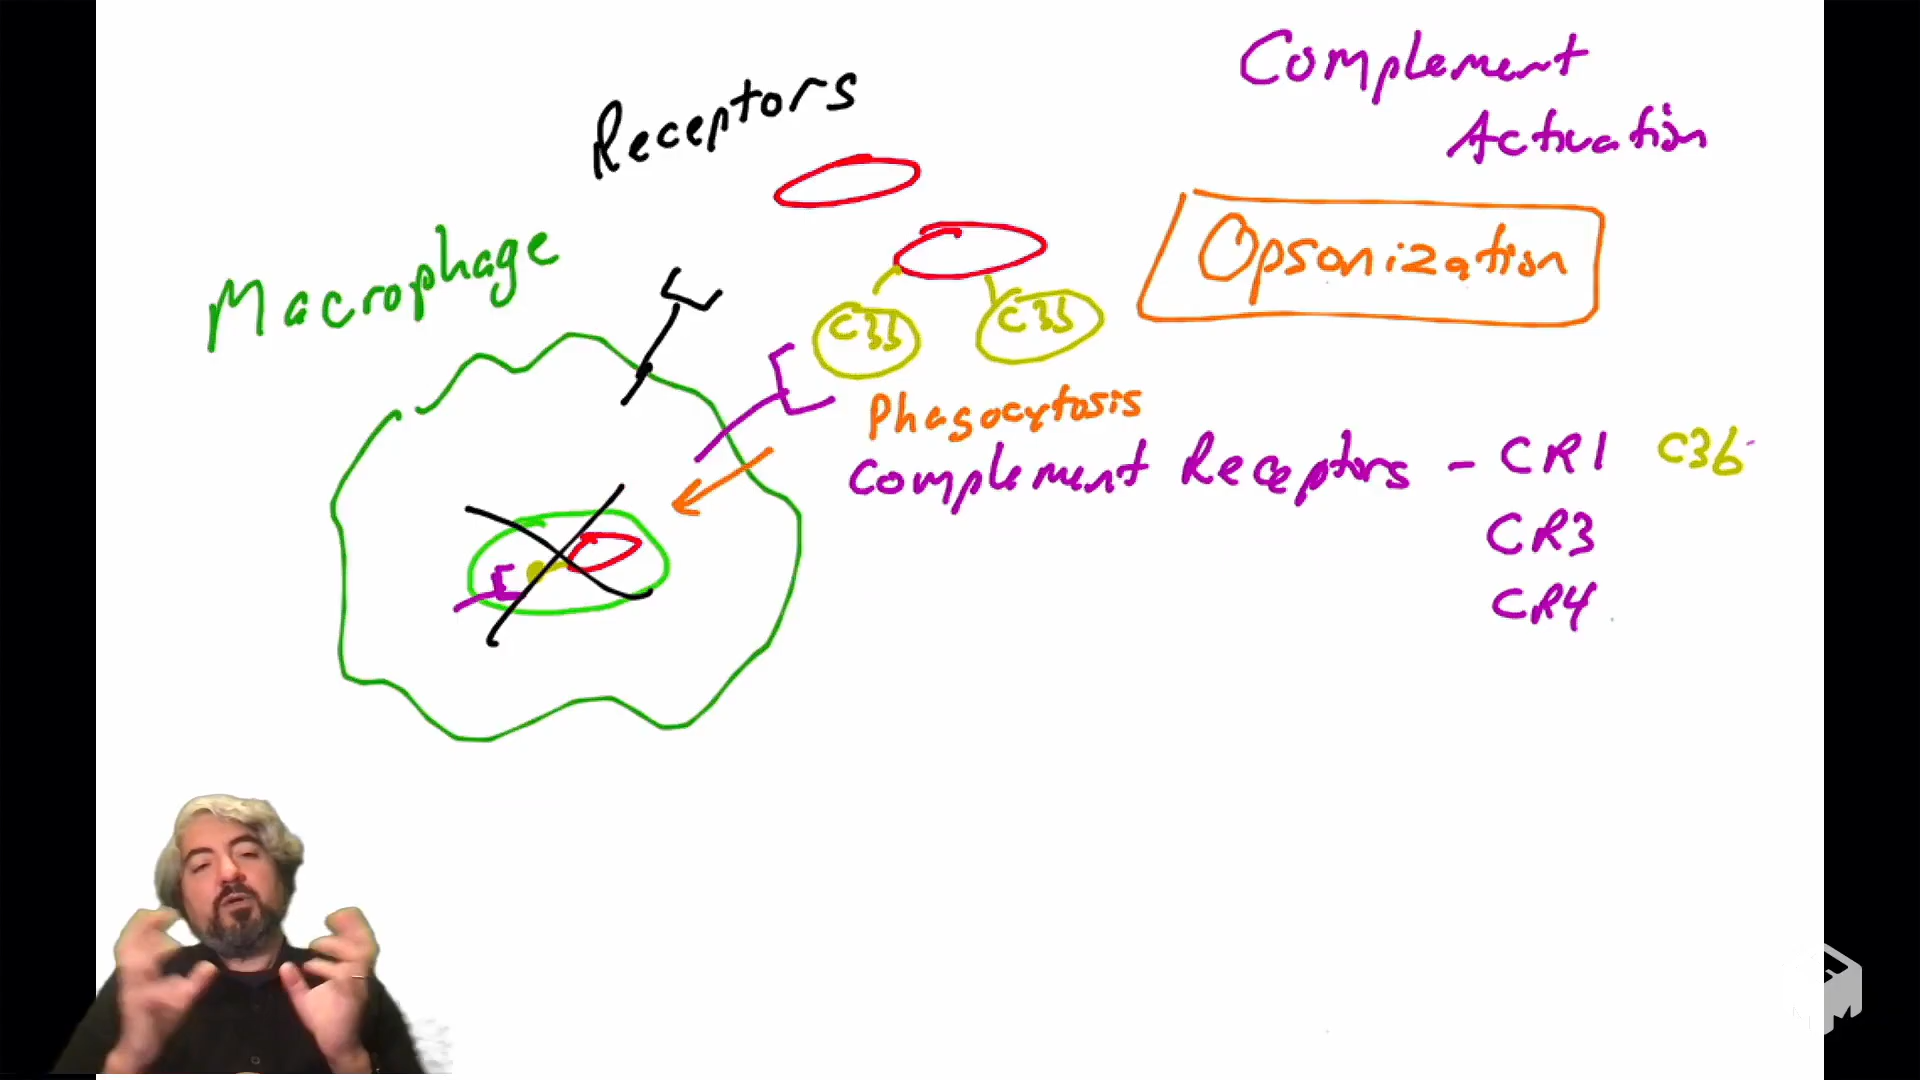 Complement
Activation
Receptors
Opsonization
Macrophage
C3b C3b
Phagocytosis
Complement Receptors - CR1 C3b
CR3
CR4